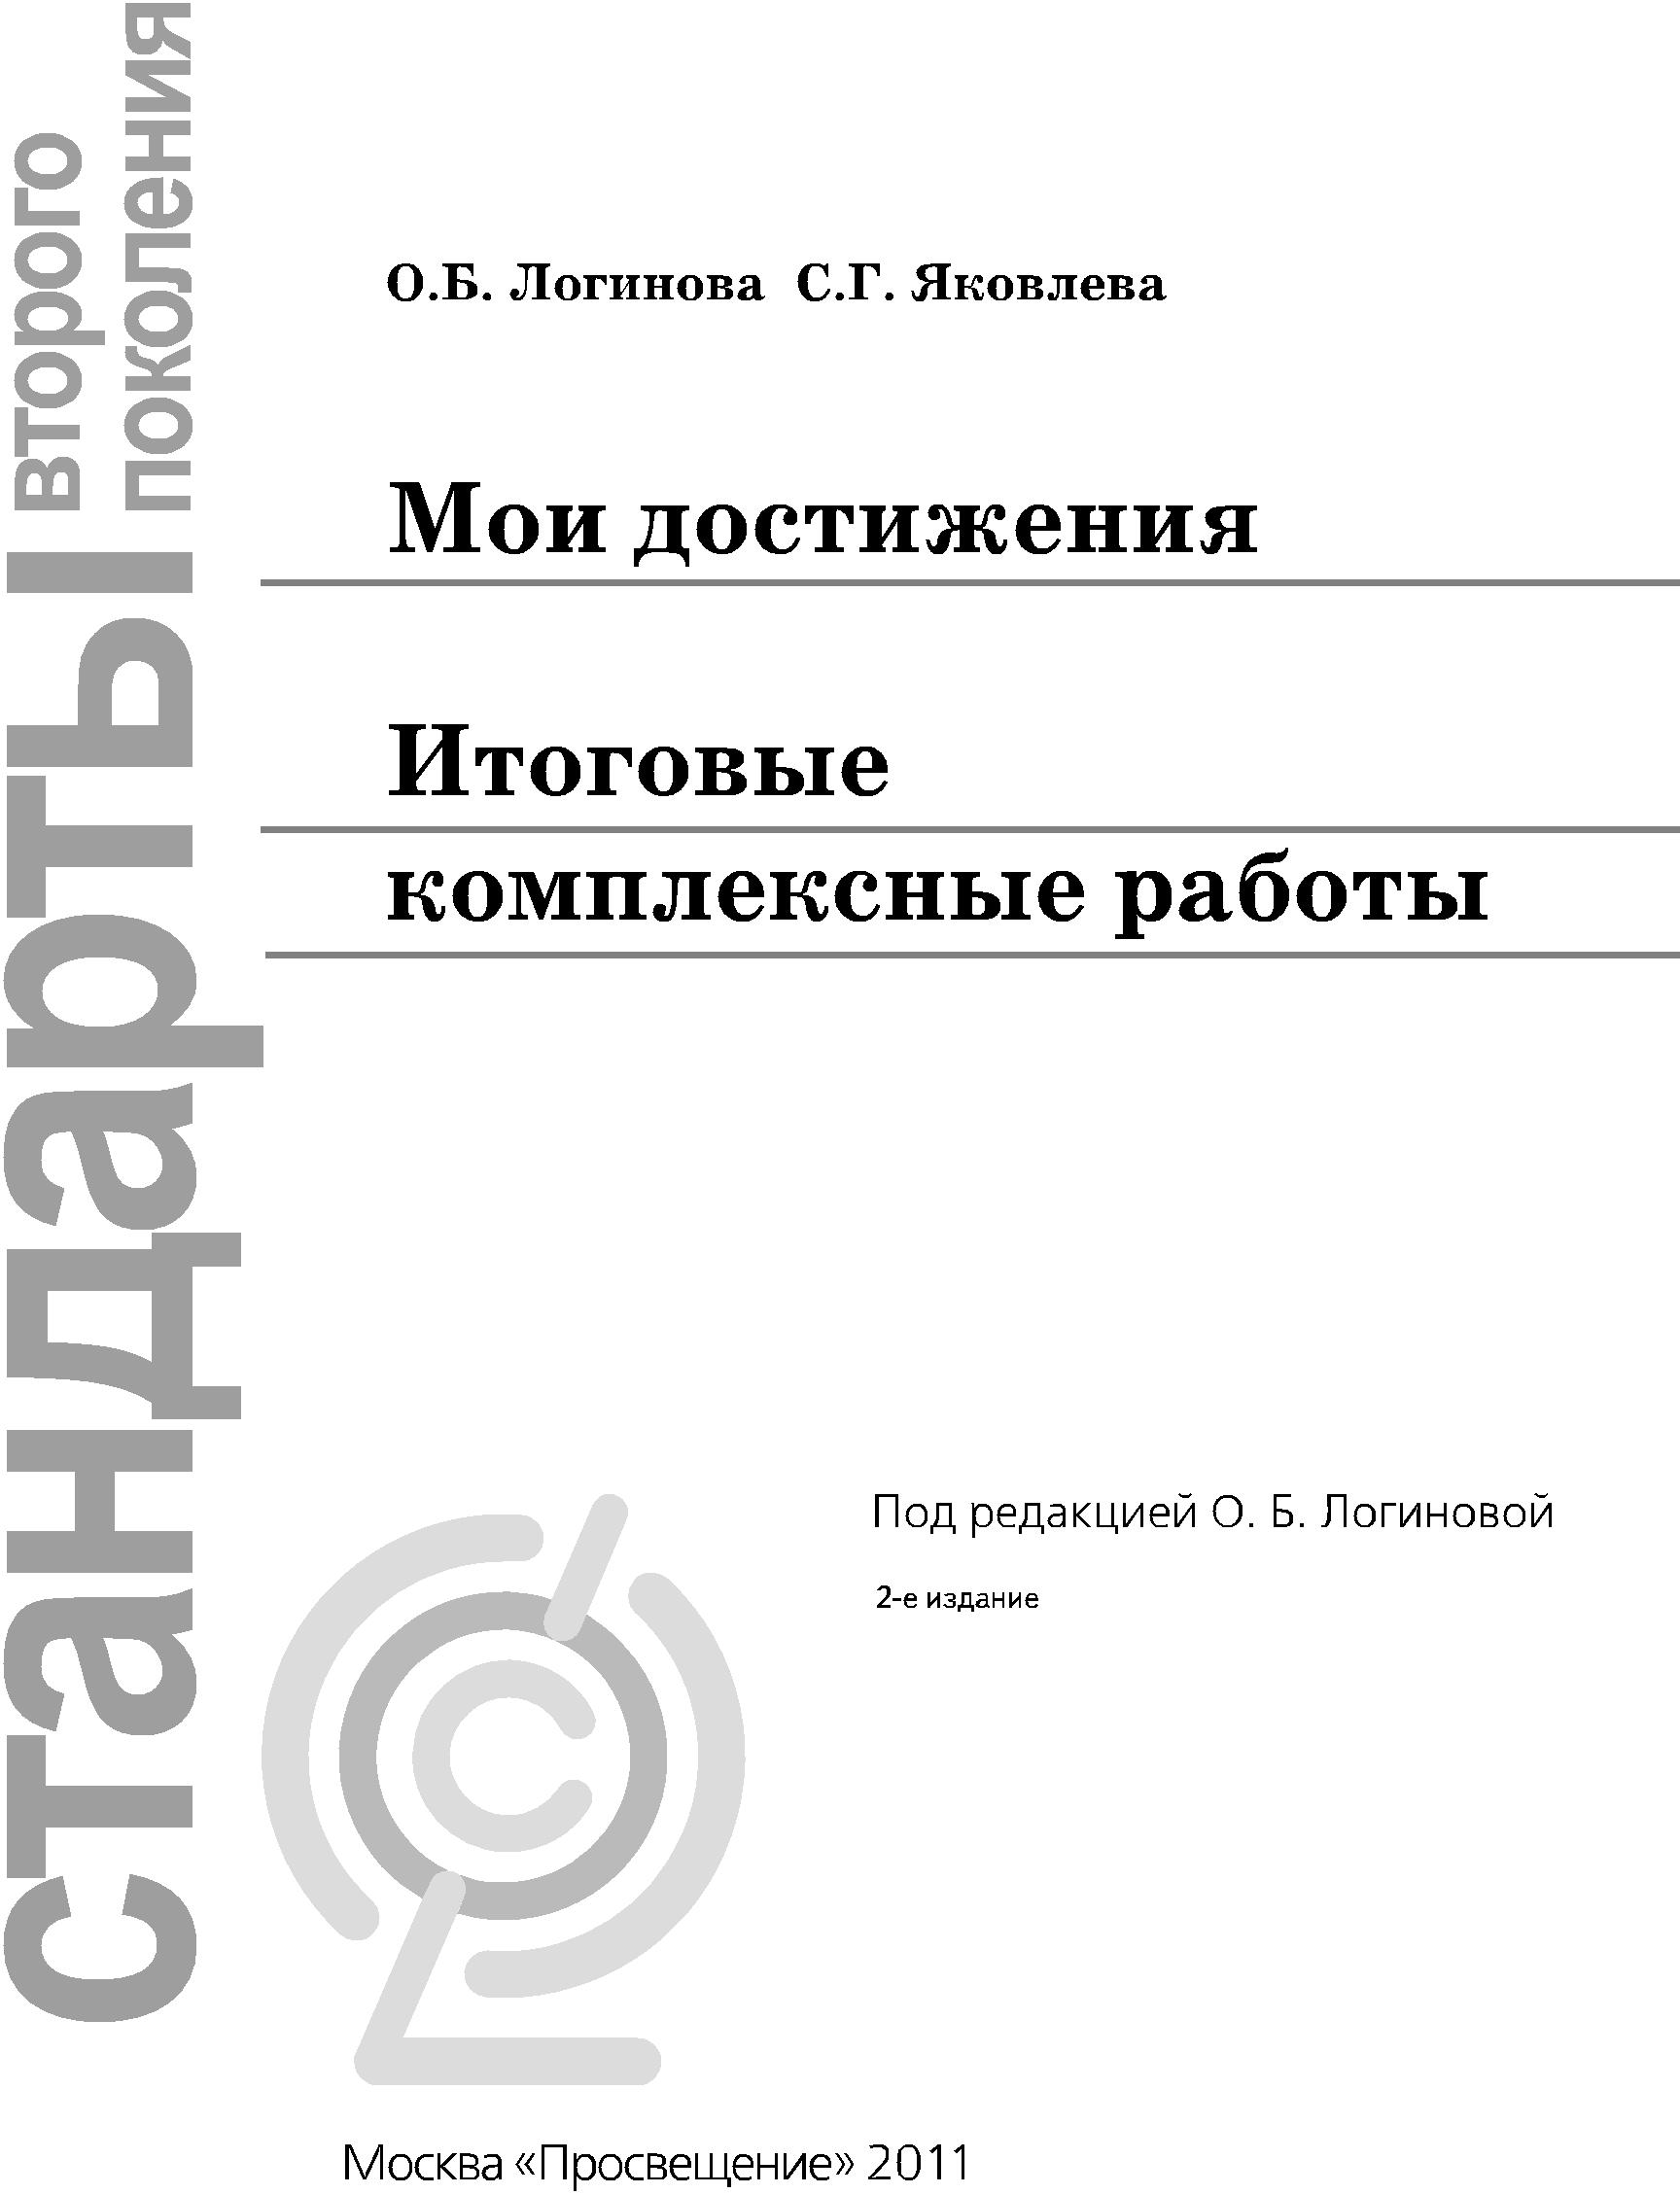 стандарты
второго
поколения
О.Б. Логинова С.Г. Яковлева
Мои достижения
Итоговые
комплексные работы
Под редакцией О. Б. Логиновой
2-е издание
Москва «Просвещение» 2011